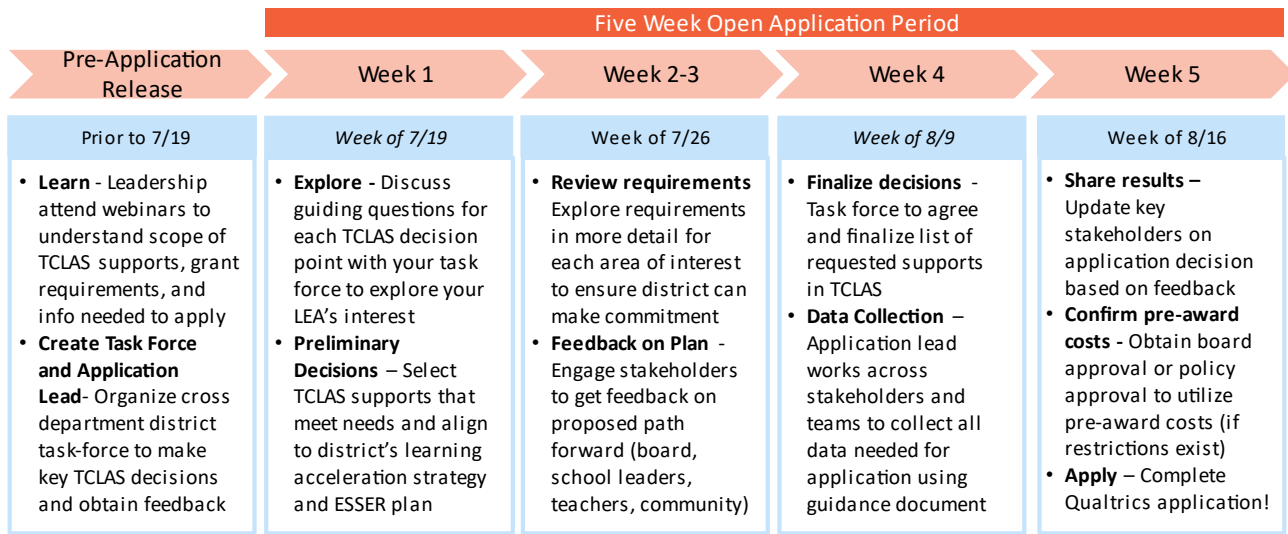 Five Week Open Application Period
Pre-Application
Release
Week 1
Week 2-3
Week 4
Week 5
Prior to 7/19
Week of 7/19
Week of 7/26
Week of 8/9
Week of 8/16
• Learn - Leadership
attend webinars to
understand scope of
TCLAS supports, grant
requirements, and
info needed to apply
• Create Task Force
and Application
Lead- Organize cross
department district
task-force to make
key TCLAS decisions
and obtain feedback
• Explore - Discuss
guiding questions for
each TCLAS decision
point with your task
force to explore your
LEA’s interest
• Preliminary
Decisions – Select
TCLAS supports that
meet needs and align
to district’s learning
acceleration strategy
and ESSER plan
• Review requirements
Explore requirements
in more detail for
each area of interest
to ensure district can
make commitment
• Feedback on Plan -
Engage stakeholders
to get feedback on
proposed path
forward (board,
school leaders,
teachers, community)
• Finalize decisions -
Task force to agree
and finalize list of
requested supports
in TCLAS
• Data Collection –
Application lead
works across
stakeholders and
teams to collect all
data needed for
application using
guidance document
• Share results –
Update key
stakeholders on
application decision
based on feedback
• Confirm pre-award
costs - Obtain board
approval or policy
approval to utilize
pre-award costs (if
restrictions exist)
• Apply – Complete
Qualtrics application!